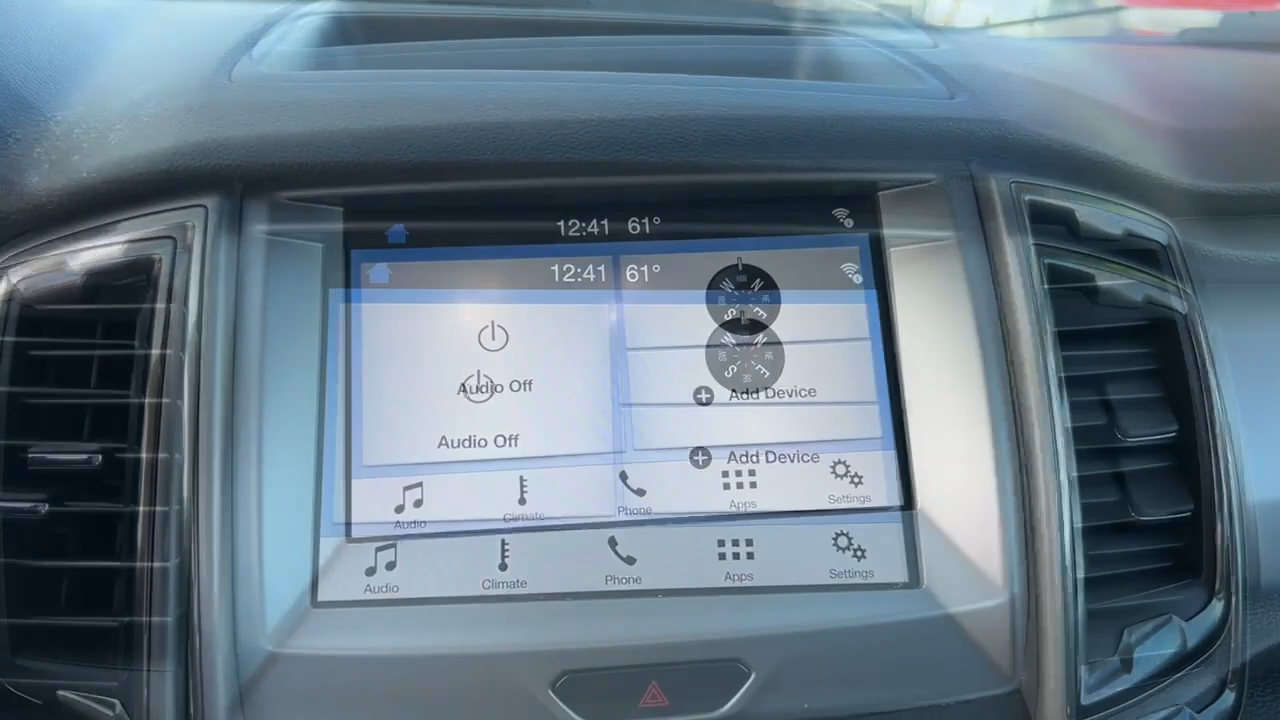 12:41 61°
12:41 61°
W N
S E
W N
S E
Audio Off
Add Device
Audio Off
Add Device
Audio Climate Phone Apps Settings
Audio Climate Phone Apps Settings